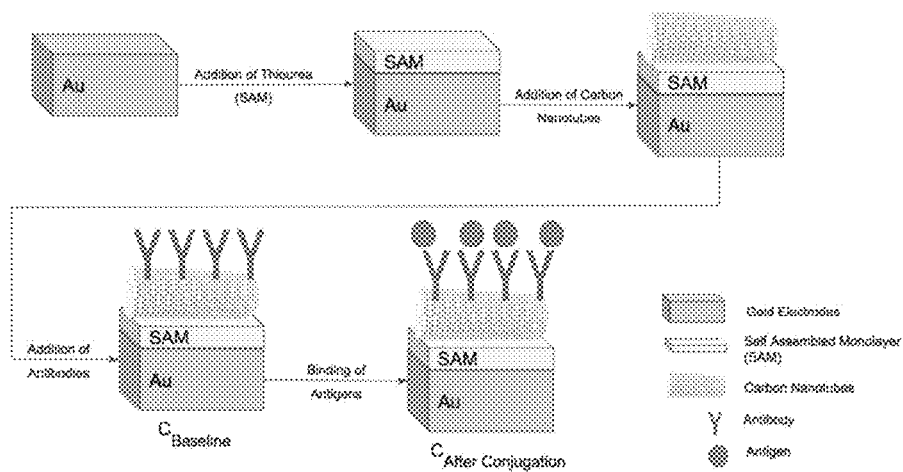 Au
Addition of Thiourea
(SAM)
SAM
Au
Addition of Carbon
Nanotubes
SAM
Au
Addition of
Antibodies
SAM
Au
C Baseline
Binding of
Antigens
SAM
Au
C After Conjugation
Gold Electrodes
Self Assembled Monolayer
(SAM)
Carbon Nanotubes
Antibody
Antigen